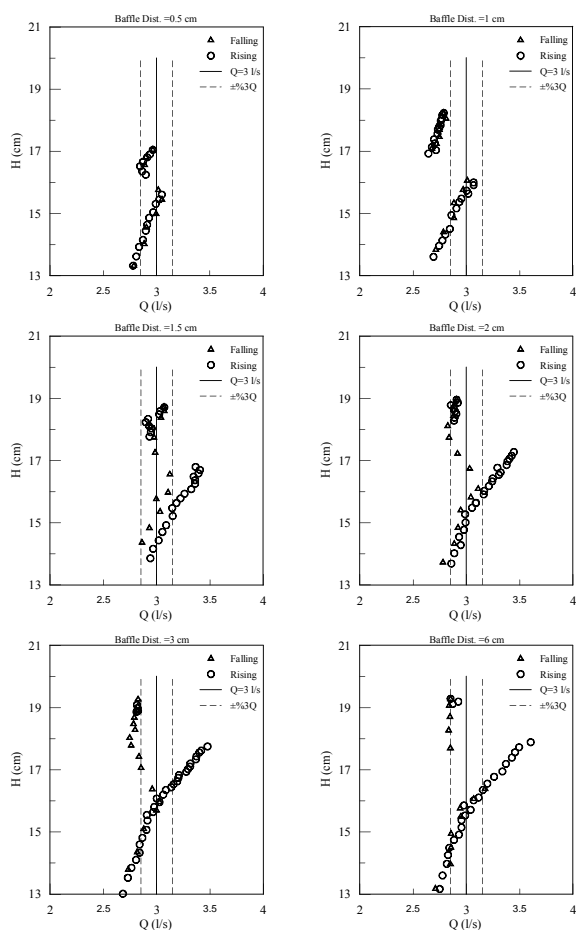 Baffle Dist. =0.5 cm
21
19
17
15
13
H (cm)
2
2.5
3
3.5
4
Q (l/s)
Falling
Rising
Q=3 l/s
±%3Q
Baffle Dist. =1 cm
21
19
17
15
13
H (cm)
2
2.5
3
3.5
4
Q (l/s)
Falling
Rising
Q=3 l/s
±%3Q
Baffle Dist. =1.5 cm
21
19
17
15
13
H (cm)
2
2.5
3
3.5
4
Q (l/s)
Falling
Rising
Q=3 l/s
±%3Q
Baffle Dist. =2 cm
21
19
17
15
13
H (cm)
2
2.5
3
3.5
4
Q (l/s)
Falling
Rising
Q=3 l/s
±%3Q
Baffle Dist. =3 cm
21
19
17
15
13
H (cm)
2
2.5
3
3.5
4
Q (l/s)
Falling
Rising
Q=3 l/s
±%3Q
Baffle Dist. =6 cm
21
19
17
15
13
H (cm)
2
2.5
3
3.5
4
Q (l/s)
Falling
Rising
Q=3 l/s
±%3Q